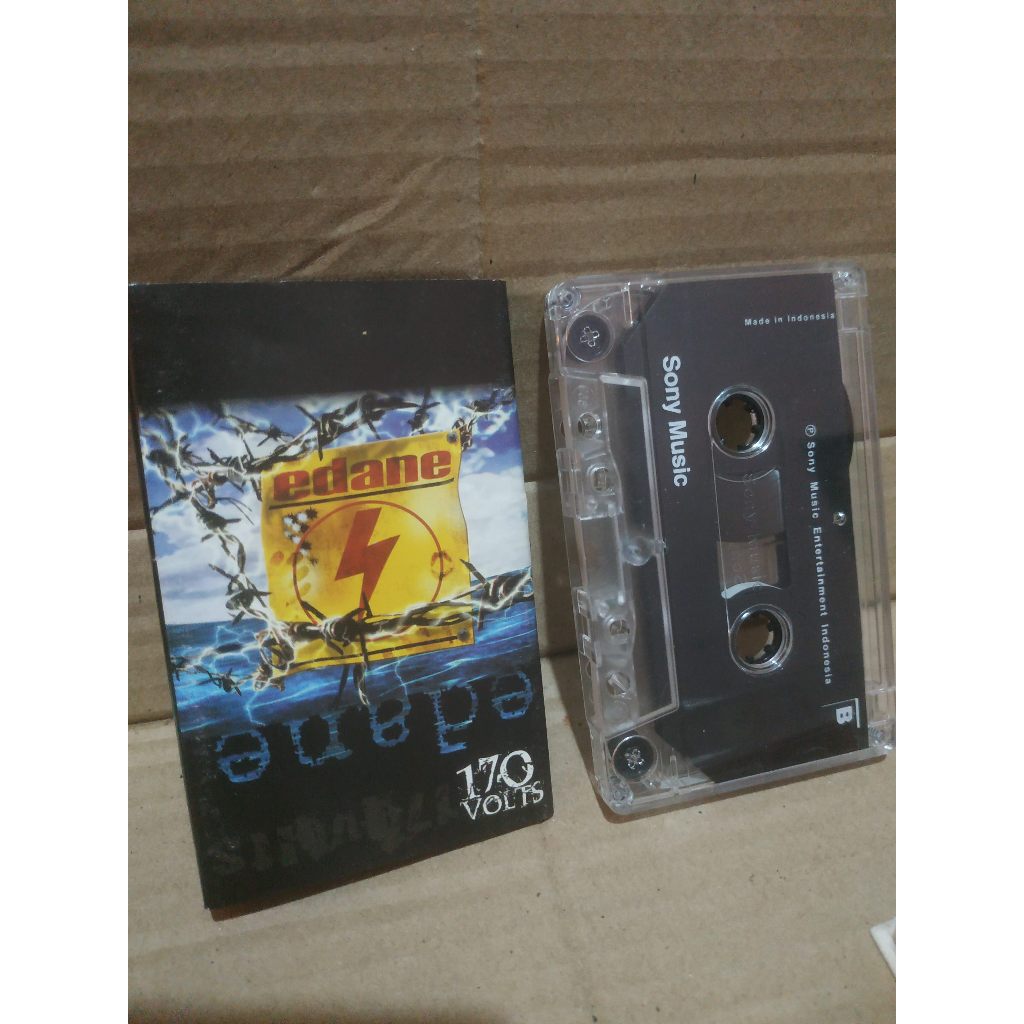 edane
edane
170
VOLTS
Made in Indonesia
Sony Music
℗ Sony Music Entertainment Indonesia
B